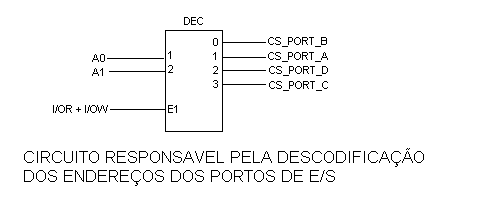 DEC
0 CS_PORT_B
A0 1 1 CS_PORT_A
A1 2 2 CS_PORT_D
3 CS_PORT_C
I/OR + I/OW E1
CIRCUITO RESPONSAVEL PELA DESCODIFICAÇÃO
DOS ENDEREÇOS DOS PORTOS DE E/S